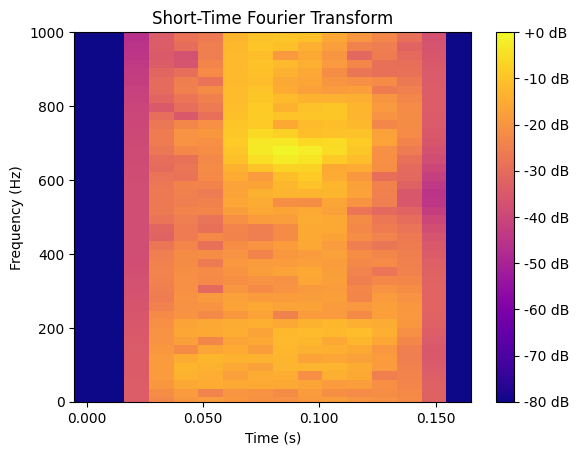 Short-Time Fourier Transform
1000
800
600
400
200
0
Frequency (Hz)
0.000 0.050 0.100 0.150
Time (s)
+0 dB
-10 dB
-20 dB
-30 dB
-40 dB
-50 dB
-60 dB
-70 dB
-80 dB